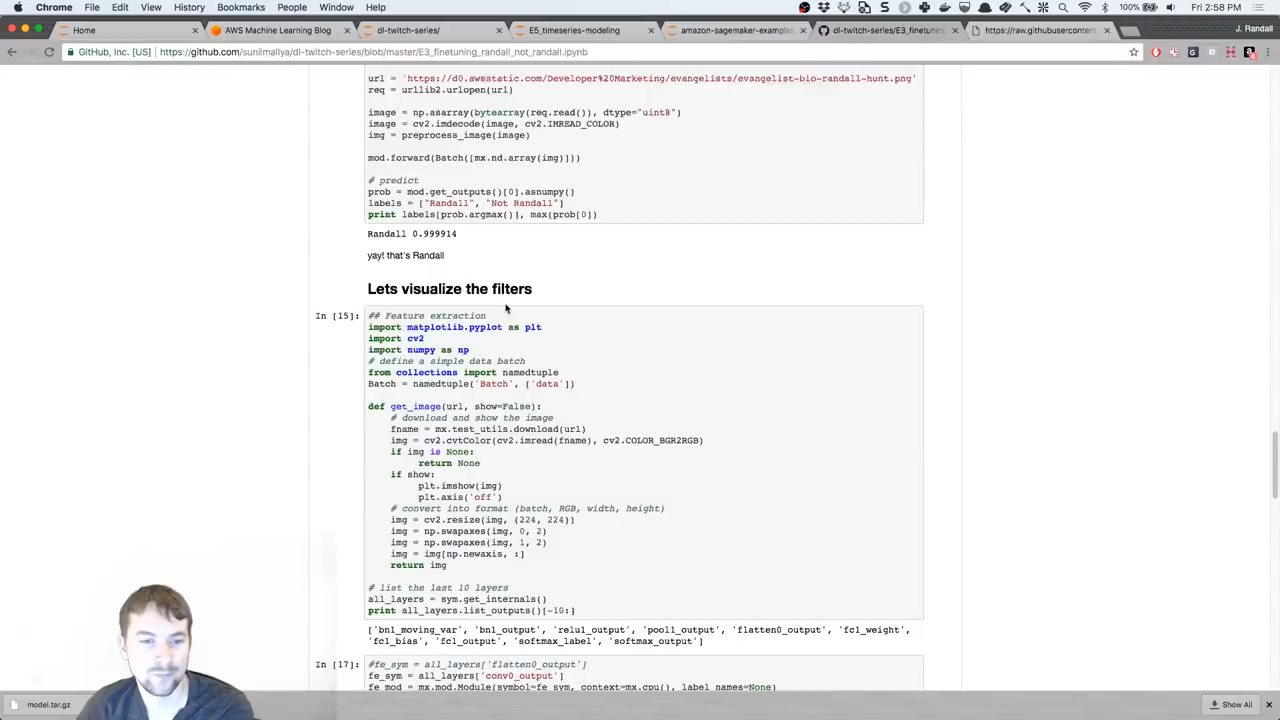 Chrome File Edit View History Bookmarks People Window Help 100% Fri 2:58 PM
Home AWS Machine Learning Blog dl-twitch-series/ E5_timeseries-modeling amazon-sagemaker-examples dl-twitch-series/E3_finetuning https://raw.githubusercontent J. Randall
GitHub, Inc. [US] https://github.com/sunilmallya/dl-twitch-series/blob/master/E3_finetuning_randall_not_randall.ipynb
url = 'https://d0.awsstatic.com/Developer%20Marketing/evangelists/evangelist-bio-randall-hunt.png'
req = urllib2.urlopen(url)
image = np.asarray(bytearray(req.read()), dtype="uint8")
image = cv2.imdecode(image, cv2.IMREAD_COLOR)
img = preprocess_image(image)
mod.forward(Batch([mx.nd.array(img)]))
# predict
prob = mod.get_outputs()[0].asnumpy()
labels = ["Randall", "Not Randall"]
print labels[prob.argmax()], max(prob[0])
Randall 0.999914
yay! that's Randall
Lets visualize the filters
In [15]: ## Feature extraction
import matplotlib.pyplot as plt
import cv2
import numpy as np
# define a simple data batch
from collections import namedtuple
Batch = namedtuple('Batch', ['data'])
def get_image(url, show=False):
# download and show the image
fname = mx.test_utils.download(url)
img = cv2.cvtColor(cv2.imread(fname), cv2.COLOR_BGR2RGB)
if img is None:
return None
if show:
plt.imshow(img)
plt.axis('off')
# convert into format (batch, RGB, width, height)
img = cv2.resize(img, (224, 224))
img = np.swapaxes(img, 0, 2)
img = np.swapaxes(img, 1, 2)
img = img[np.newaxis, :]
return img
# list the last 10 layers
all_layers = sym.get_internals()
print all_layers.list_outputs()[-10:]
['bn1_moving_var', 'bn1_output', 'relu1_output', 'pool1_output', 'flatten0_output', 'fc1_weight',
'fc1_bias', 'fc1_output', 'softmax_label', 'softmax_output']
In [17]: #fe_sym = all_layers['flatten0_output']
fe_sym = all_layers['conv0_output']
fe_mod = mx.mod.Module(symbol=fe_sym, context=mx.cpu(), label_names=None)
model.tar.gz Show All